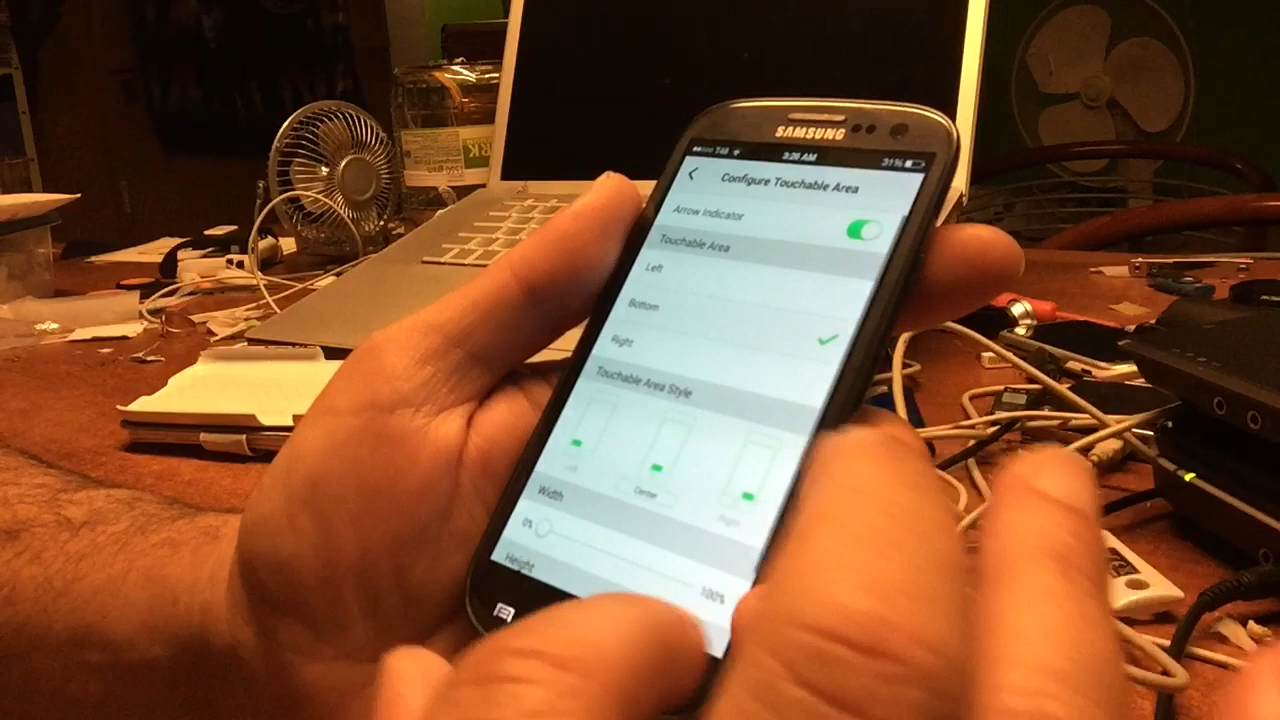 SAMSUNG
3:26 AM
31%
Configure Touchable Area
Arrow Indicator
Touchable Area
Left
Bottom
Right
Touchable Area Style
Left
Center
Right
Width
0%
100%
Height